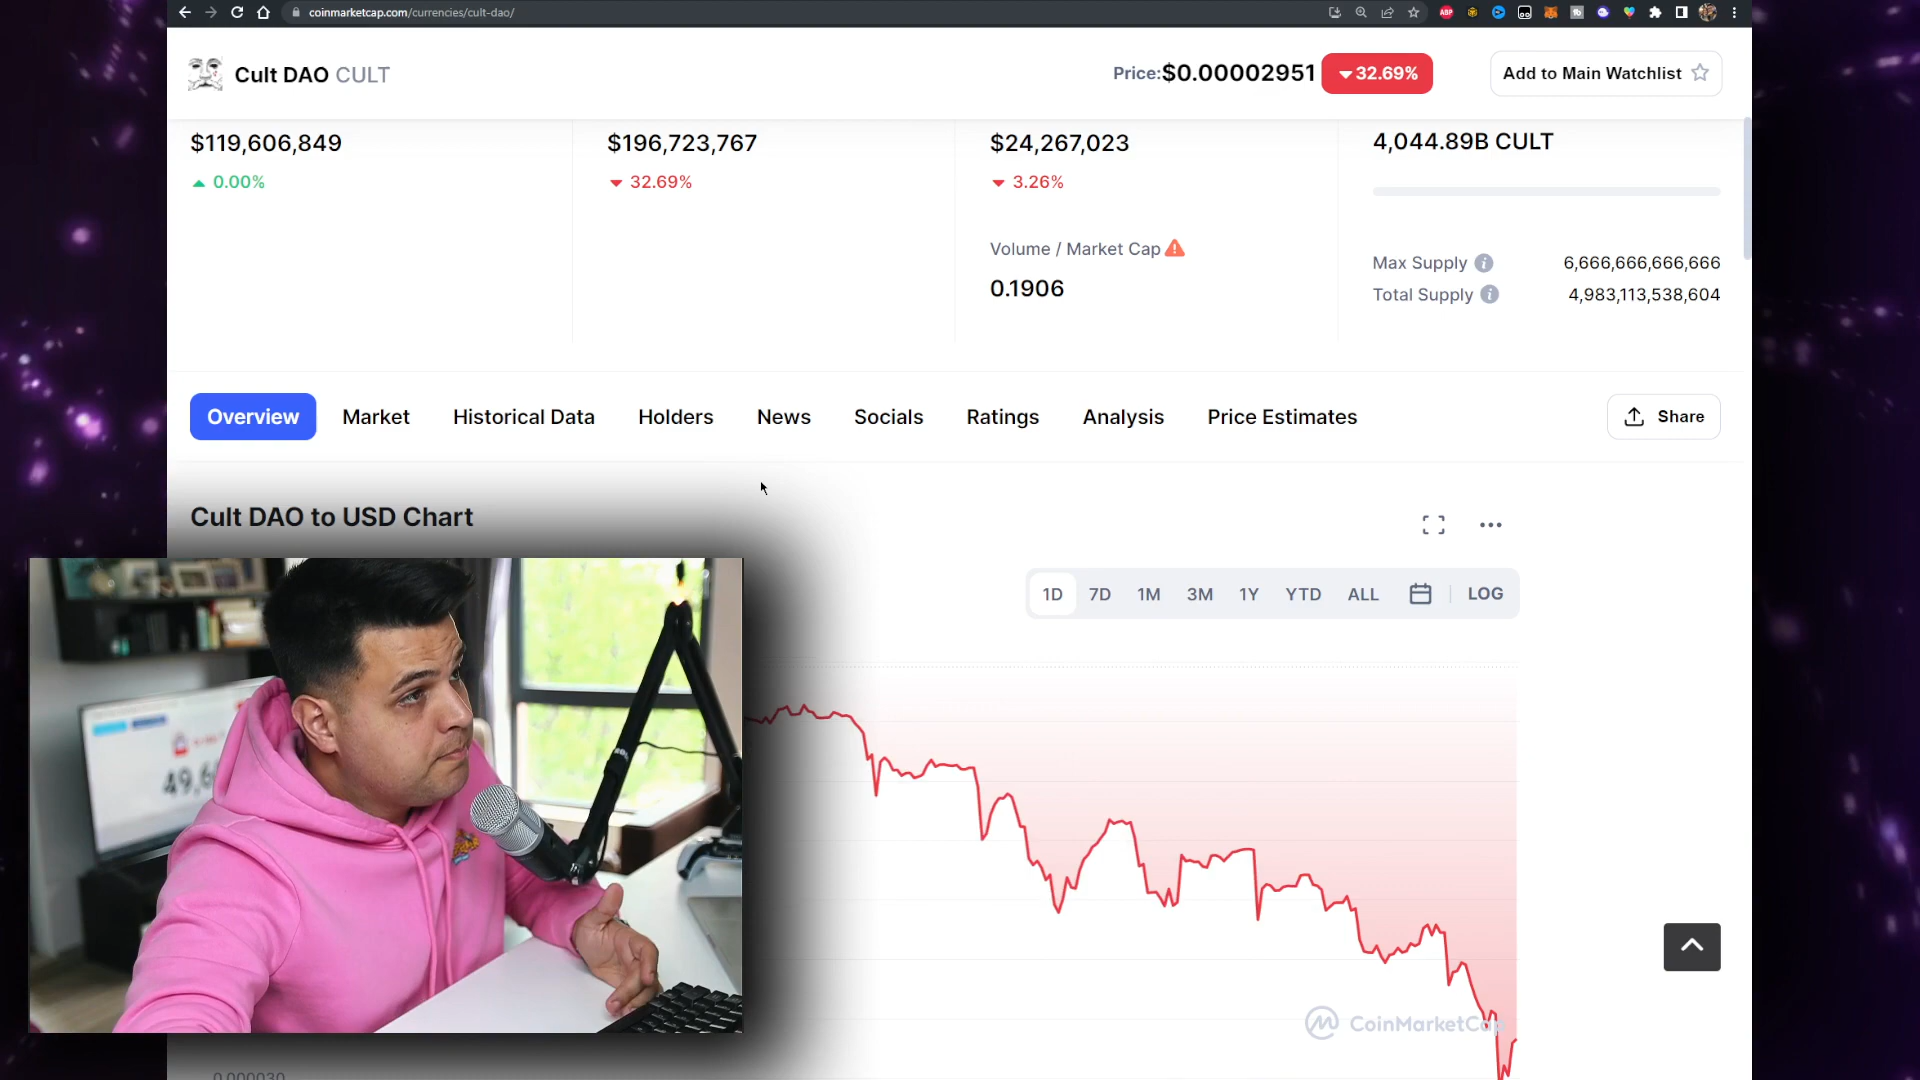 coinmarketcap.com/currencies/cult-dao/
ABP
Cult DAO CULT
Price:$0.00002951
32.69%
Add to Main Watchlist
$119,606,849
$196,723,767
$24,267,023
4,044.89B CULT
0.00%
32.69%
3.26%
Volume / Market Cap
0.1906
Max Supply
6,666,666,666,666
Total Supply
4,983,113,538,604
Overview
Market
Historical Data
Holders
News
Socials
Ratings
Analysis
Price Estimates
Share
Cult DAO to USD Chart
1D
7D
1M
3M
1Y
YTD
ALL
LOG
CoinMarketCap
0.000030